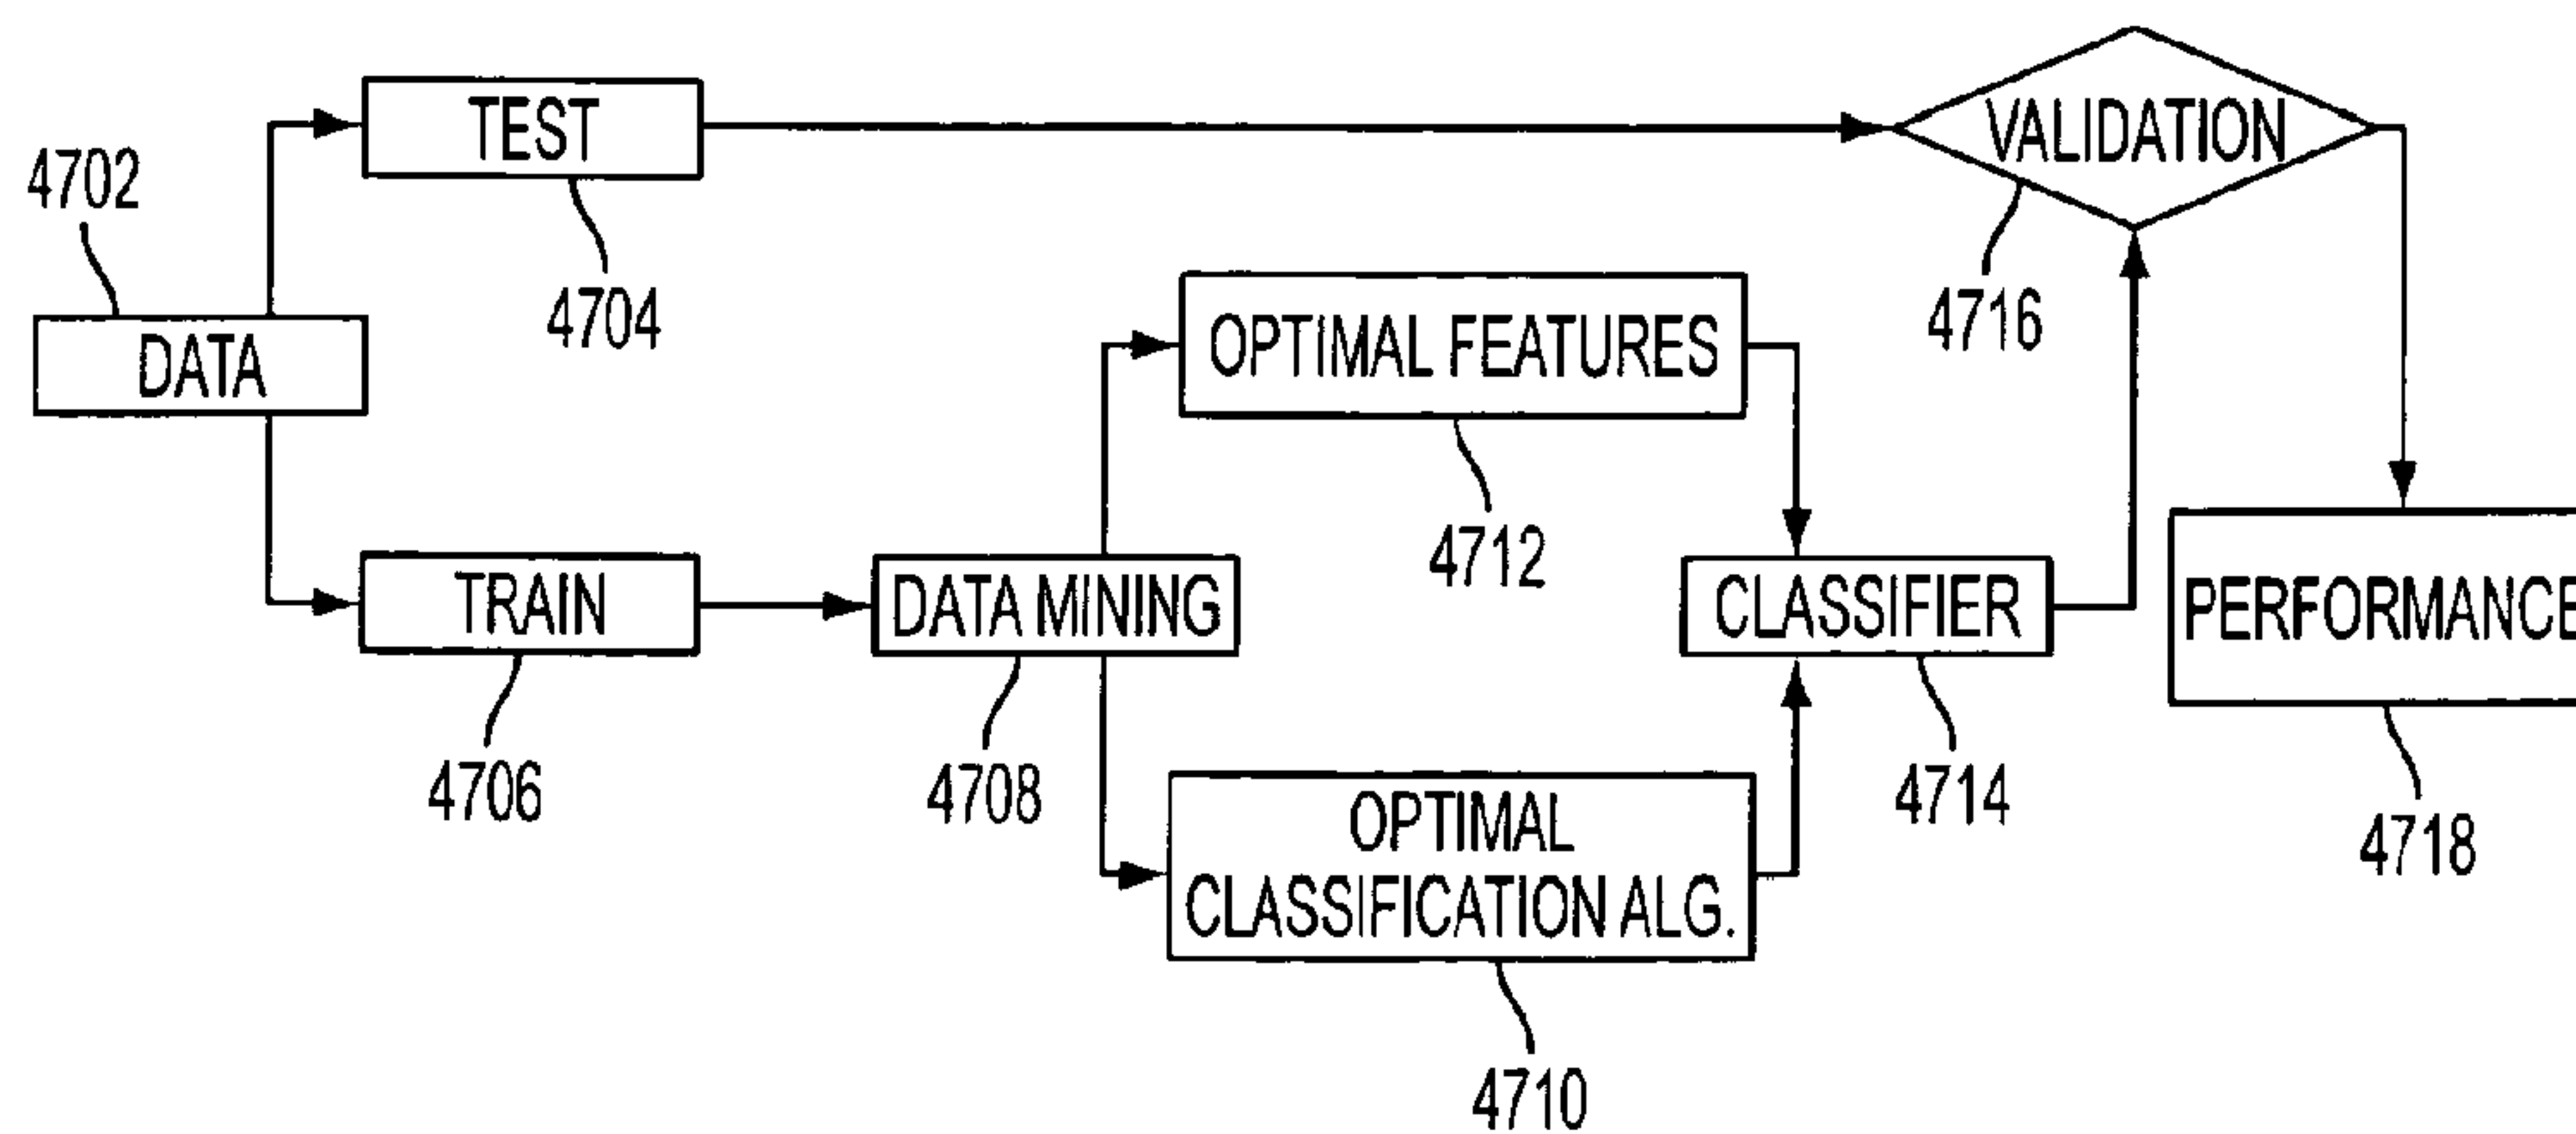 TEST
VALIDATION
4702
4704
4716
DATA
OPTIMAL FEATURES
4712
TRAIN
DATA MINING
CLASSIFIER
PERFORMANCE
4706
4708
4714
4718
OPTIMAL
CLASSIFICATION ALG.
4710